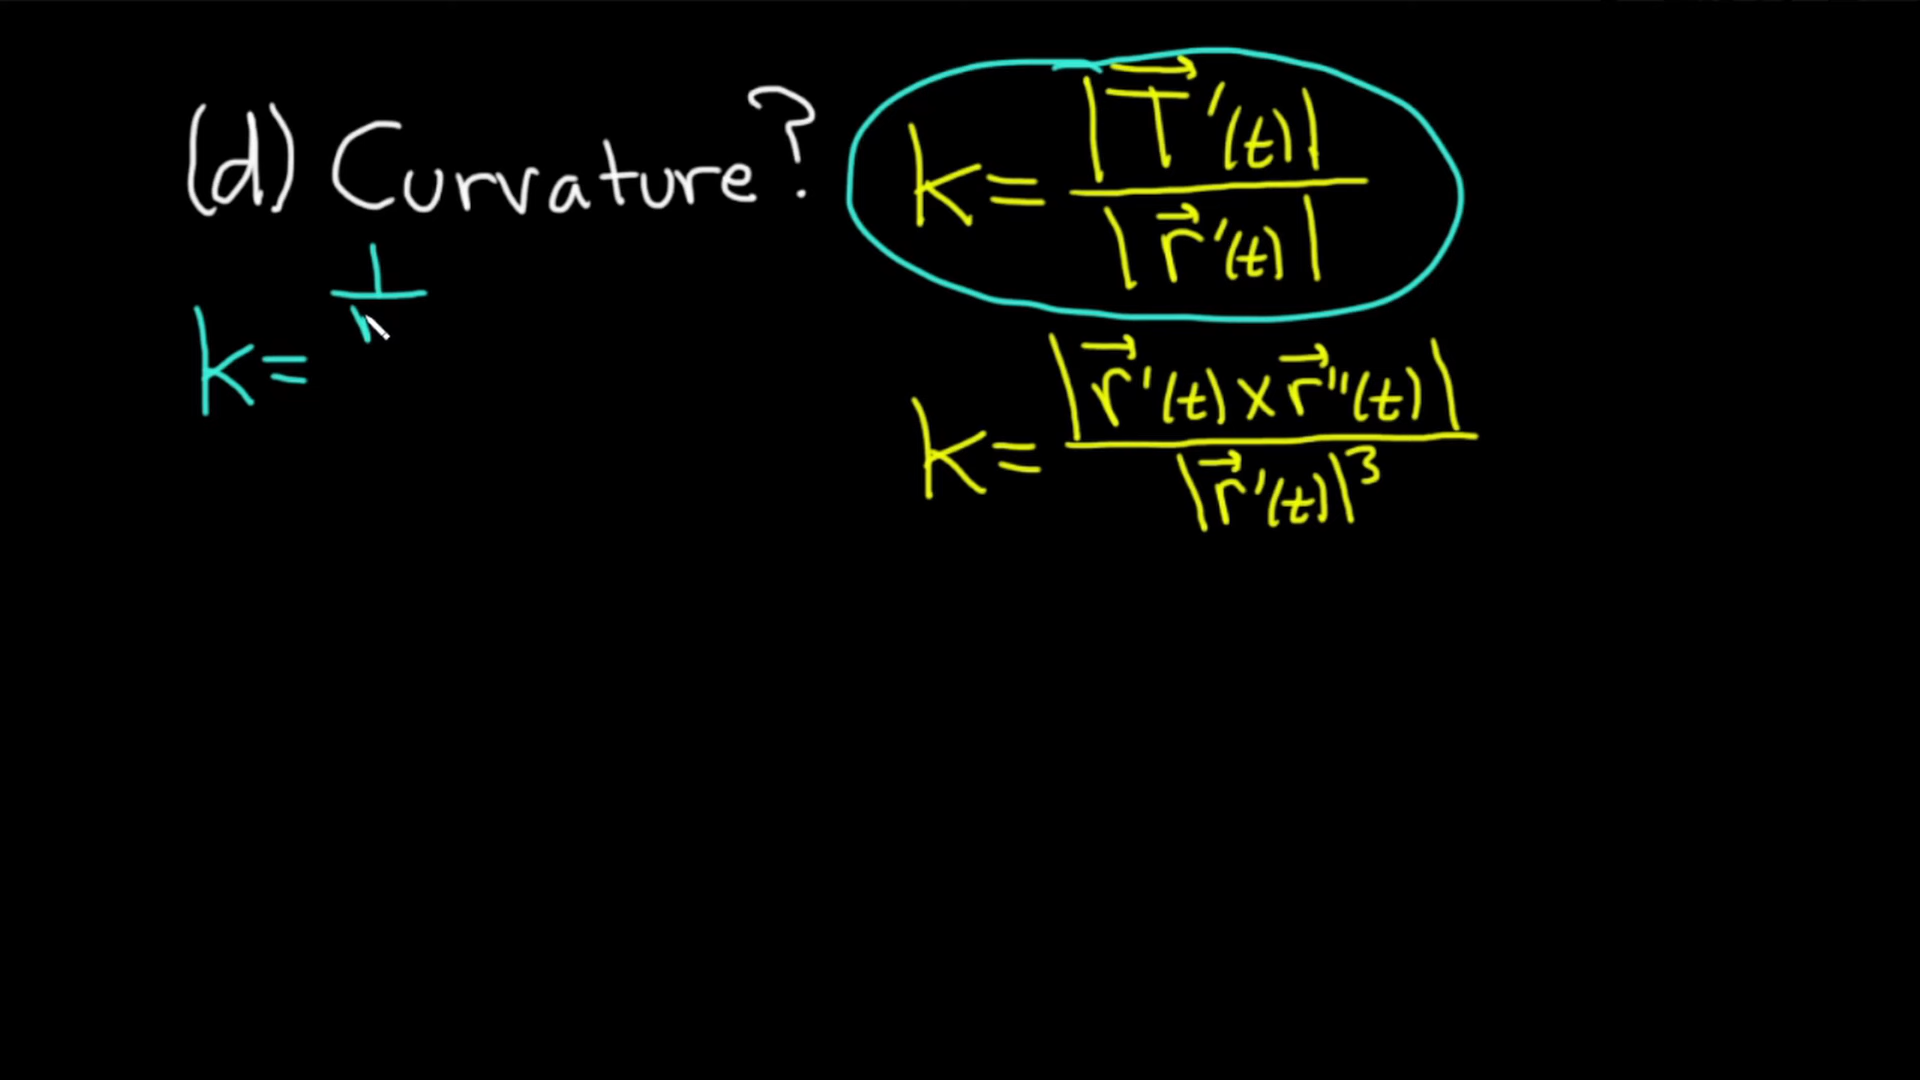 (d) Curvature?
k = |T⃗'(t)| / |r⃗'(t)|
k = 1 /
k = |r⃗'(t) x r⃗''(t)| / |r⃗'(t)|³